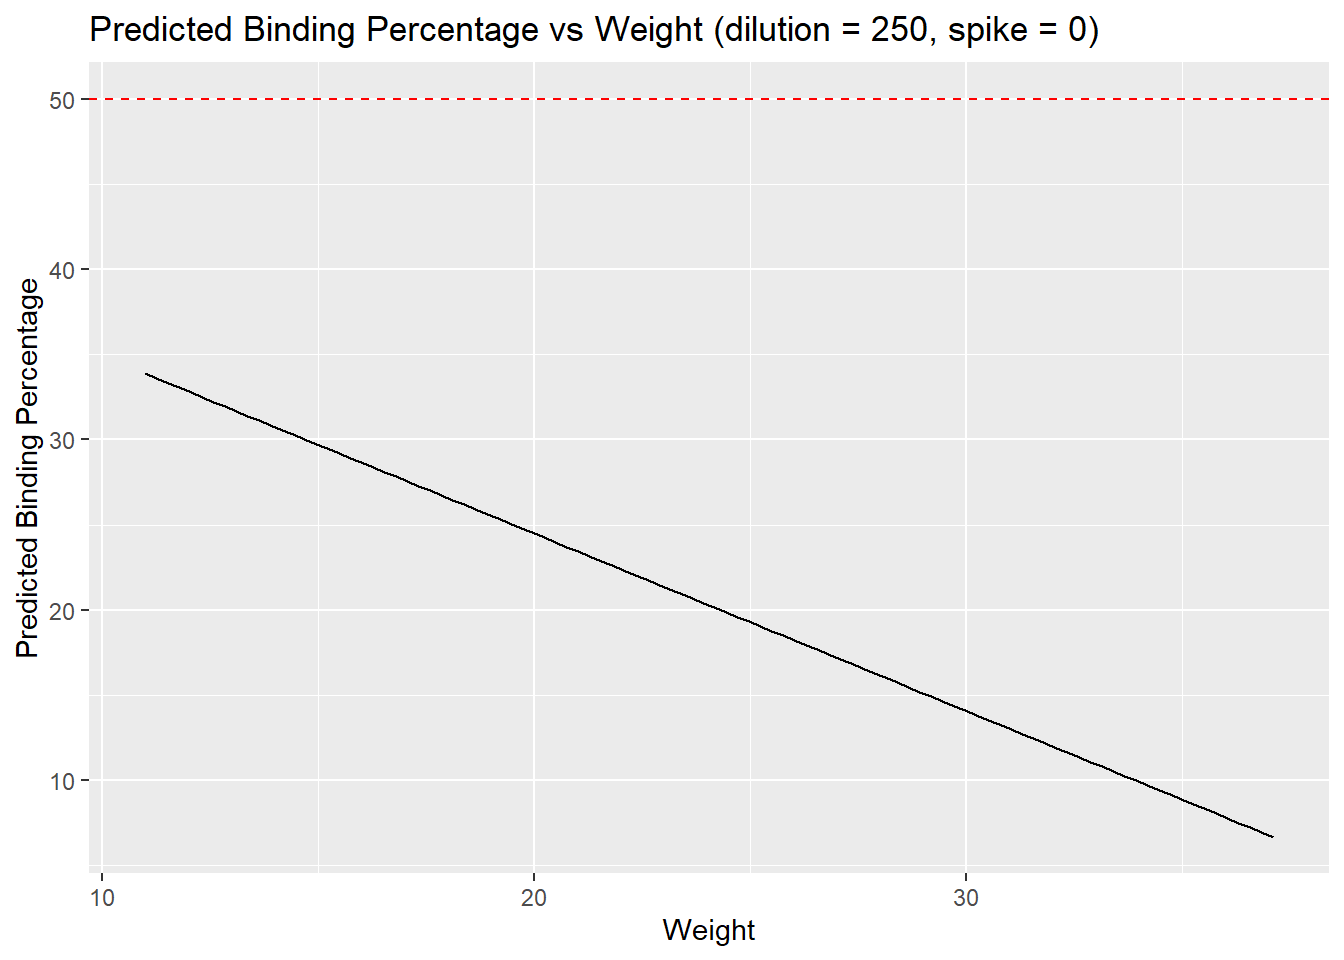 Predicted Binding Percentage vs Weight (dilution = 250, spike = 0)
Predicted Binding Percentage
50
40
30
20
10
10 20 30
Weight